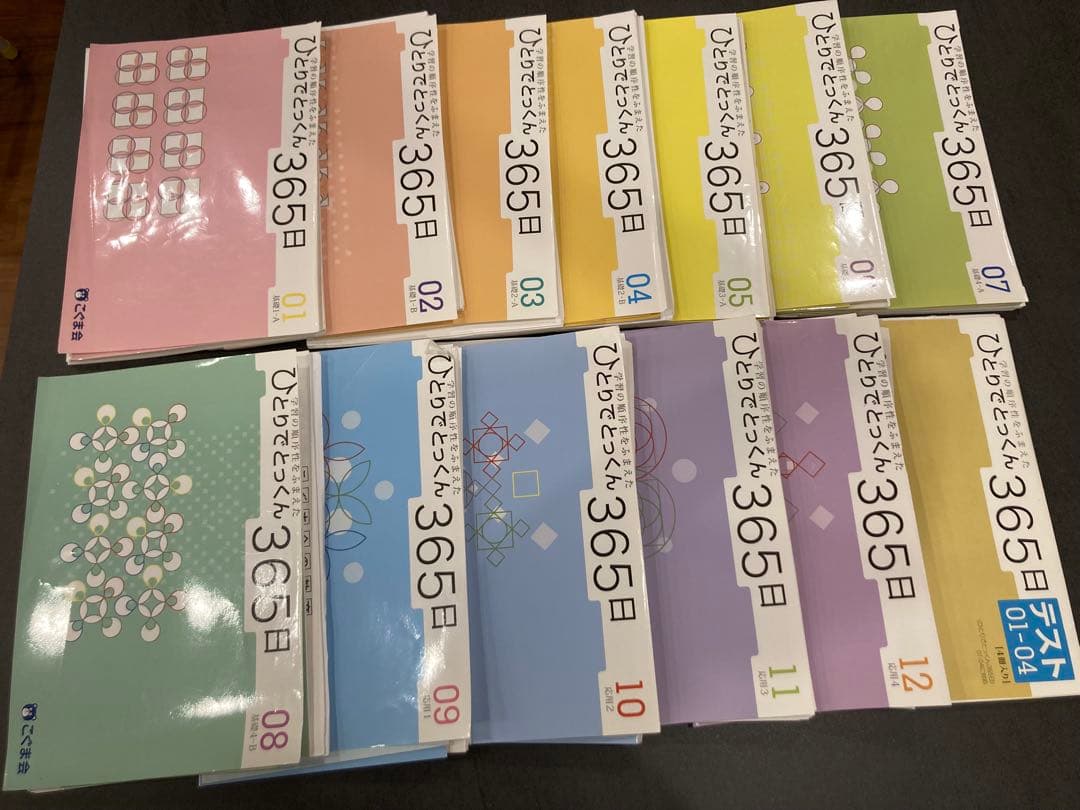 学習の順序性をふまえた
ひとりでとっくん365日
01
基礎1-A
こぐま会
学習の順序性をふまえた
ひとりでとっくん365日
02
基礎1-B
学習の順序性をふまえた
ひとりでとっくん365日
03
基礎2-A
学習の順序性をふまえた
ひとりでとっくん365日
04
基礎2-B
学習の順序性をふまえた
ひとりでとっくん365日
05
基礎3-A
学習の順序性をふまえた
ひとりでとっくん365日
学習の順序性をふまえた
ひとりでとっくん365日
07
基礎4-A
学習の順序性をふまえた
ひとりでとっくん365日
08
基礎4-B
こぐま会
学習の順序性をふまえた
ひとりでとっくん365日
09
応用1
学習の順序性をふまえた
ひとりでとっくん365日
10
応用2
学習の順序性をふまえた
ひとりでとっくん365日
11
応用3
学習の順序性をふまえた
ひとりでとっくん365日
12
応用4
学習の順序性をふまえた
ひとりでとっくん365日
テスト
01-04
[4冊入り]